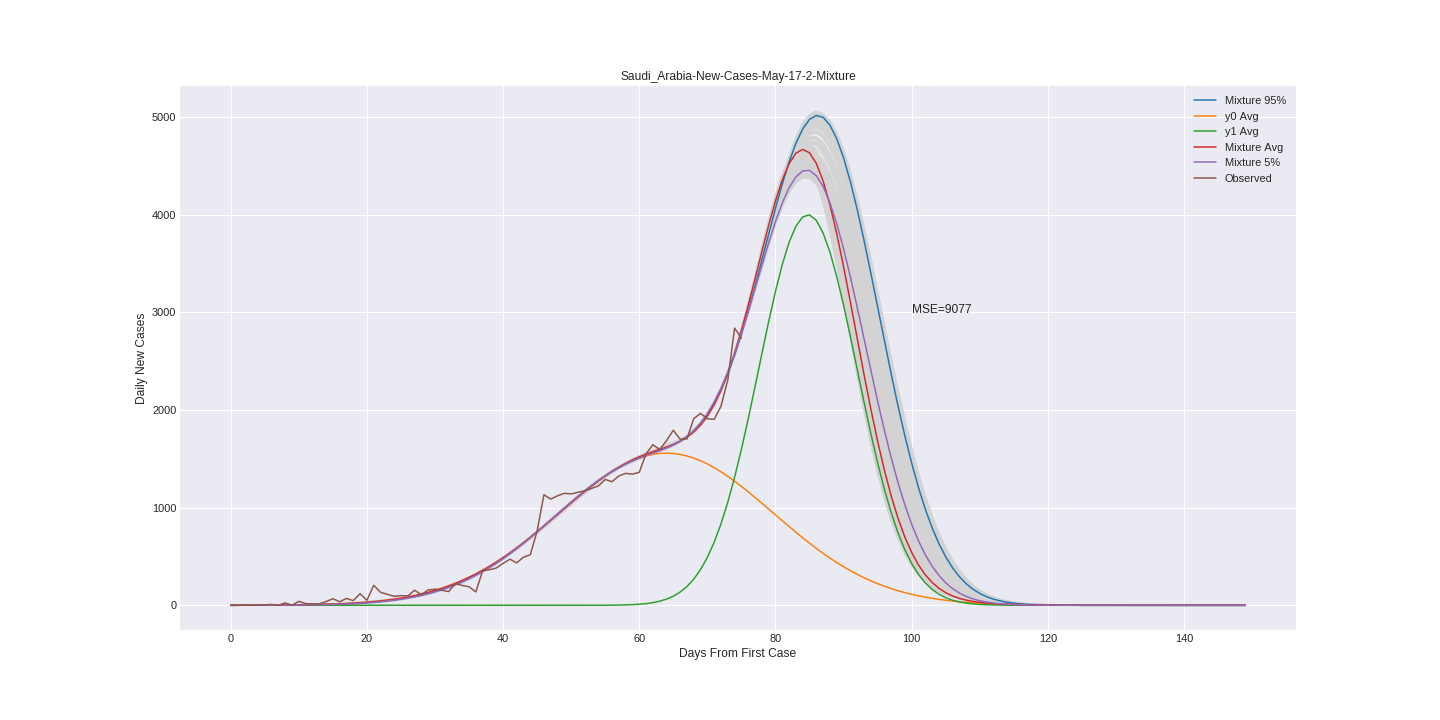 Saudi_Arabia-New-Cases-May-17-2-Mixture
Mixture 95%
y0 Avg
y1 Avg
Mixture Avg
Mixture 5%
Observed
5000
4000
3000
2000
1000
0
Daily New Cases
MSE=9077
0 20 40 60 80 100 120 140
Days From First Case